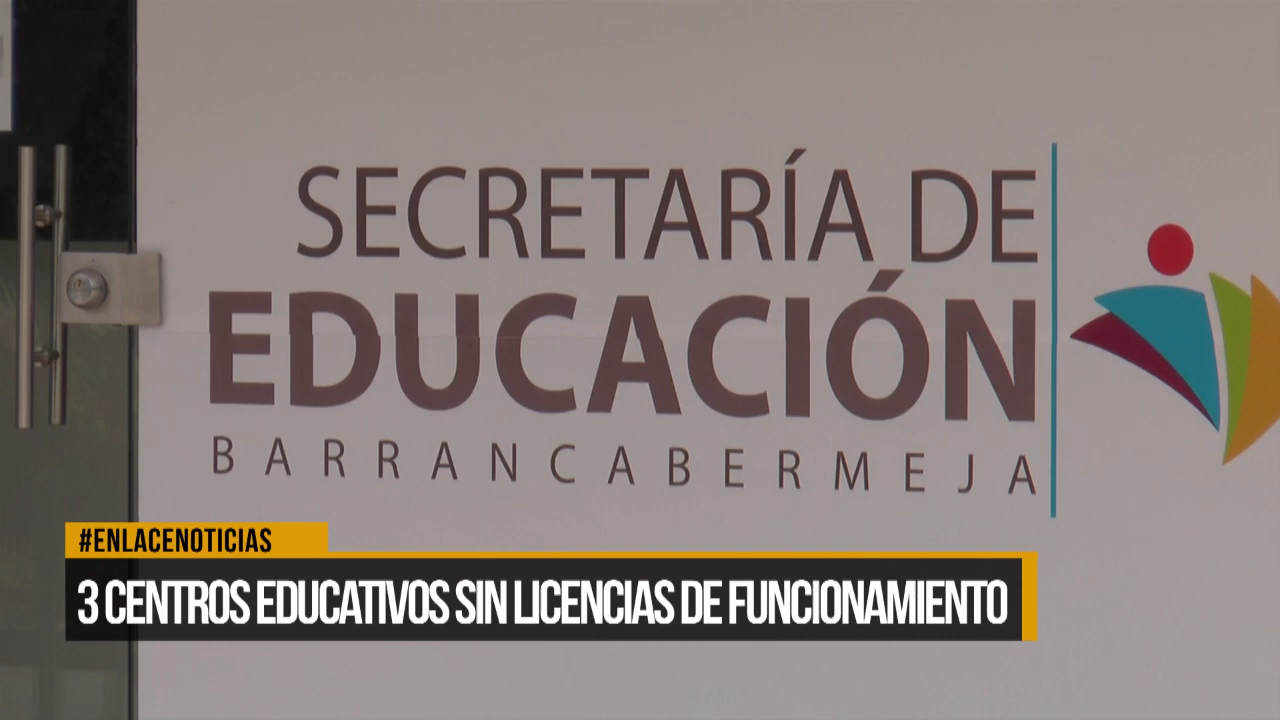 SECRETARÍA DE
EDUCACIÓN
BARRANCABERMEJA
#ENLACENOTICIAS
3 CENTROS EDUCATIVOS SIN LICENCIAS DE FUNCIONAMIENTO